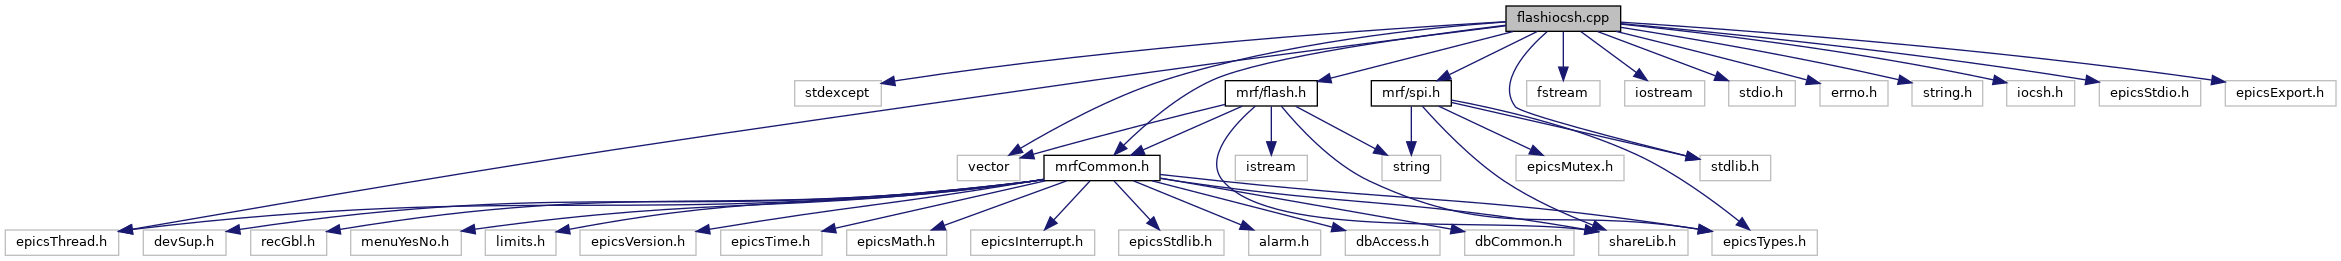 flashiocsh.cpp
stdexcept
mrf/flash.h
mrf/spi.h
fstream
iostream
stdio.h
errno.h
string.h
iocsh.h
epicsStdio.h
epicsExport.h
vector
mrfCommon.h
istream
string
epicsMutex.h
stdlib.h
epicsThread.h
devSup.h
recGbl.h
menuYesNo.h
limits.h
epicsVersion.h
epicsTime.h
epicsMath.h
epicsInterrupt.h
epicsStdlib.h
alarm.h
dbAccess.h
dbCommon.h
shareLib.h
epicsTypes.h